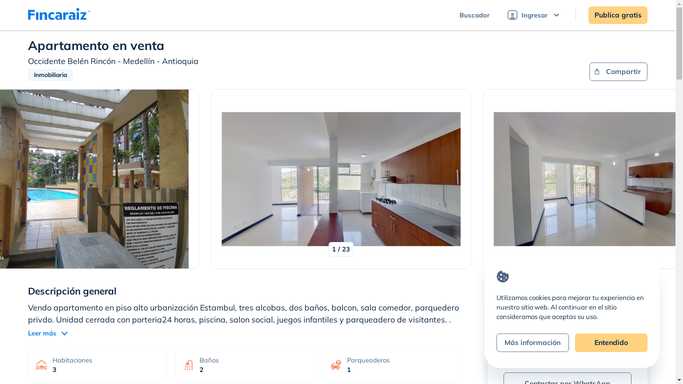 Fincaraiz
Buscador
Ingresar
Publica gratis
Apartamento en venta
Occidente Belén Rincón - Medellín - Antioquia
Inmobiliaria
Compartir
REGLAMENTO DE PISCINA
1 / 23
Descripción general
Vendo apartamento en piso alto urbanización Estambul, tres alcobas, dos baños, balcon, sala comedor, parquedero
privdo. Unidad cerrada con porteria24 horas, piscina, salon social, juegos infantiles y parqueadero de visitantes. .
Leer más
Habitaciones
3
Baños
2
Parqueaderos
1
Utilizamos cookies para mejorar tu experiencia en
nuestro sitio web. Al continuar en el sitio
consideramos que aceptas su uso.
Más información
Entendido
Contactar por WhatsApp